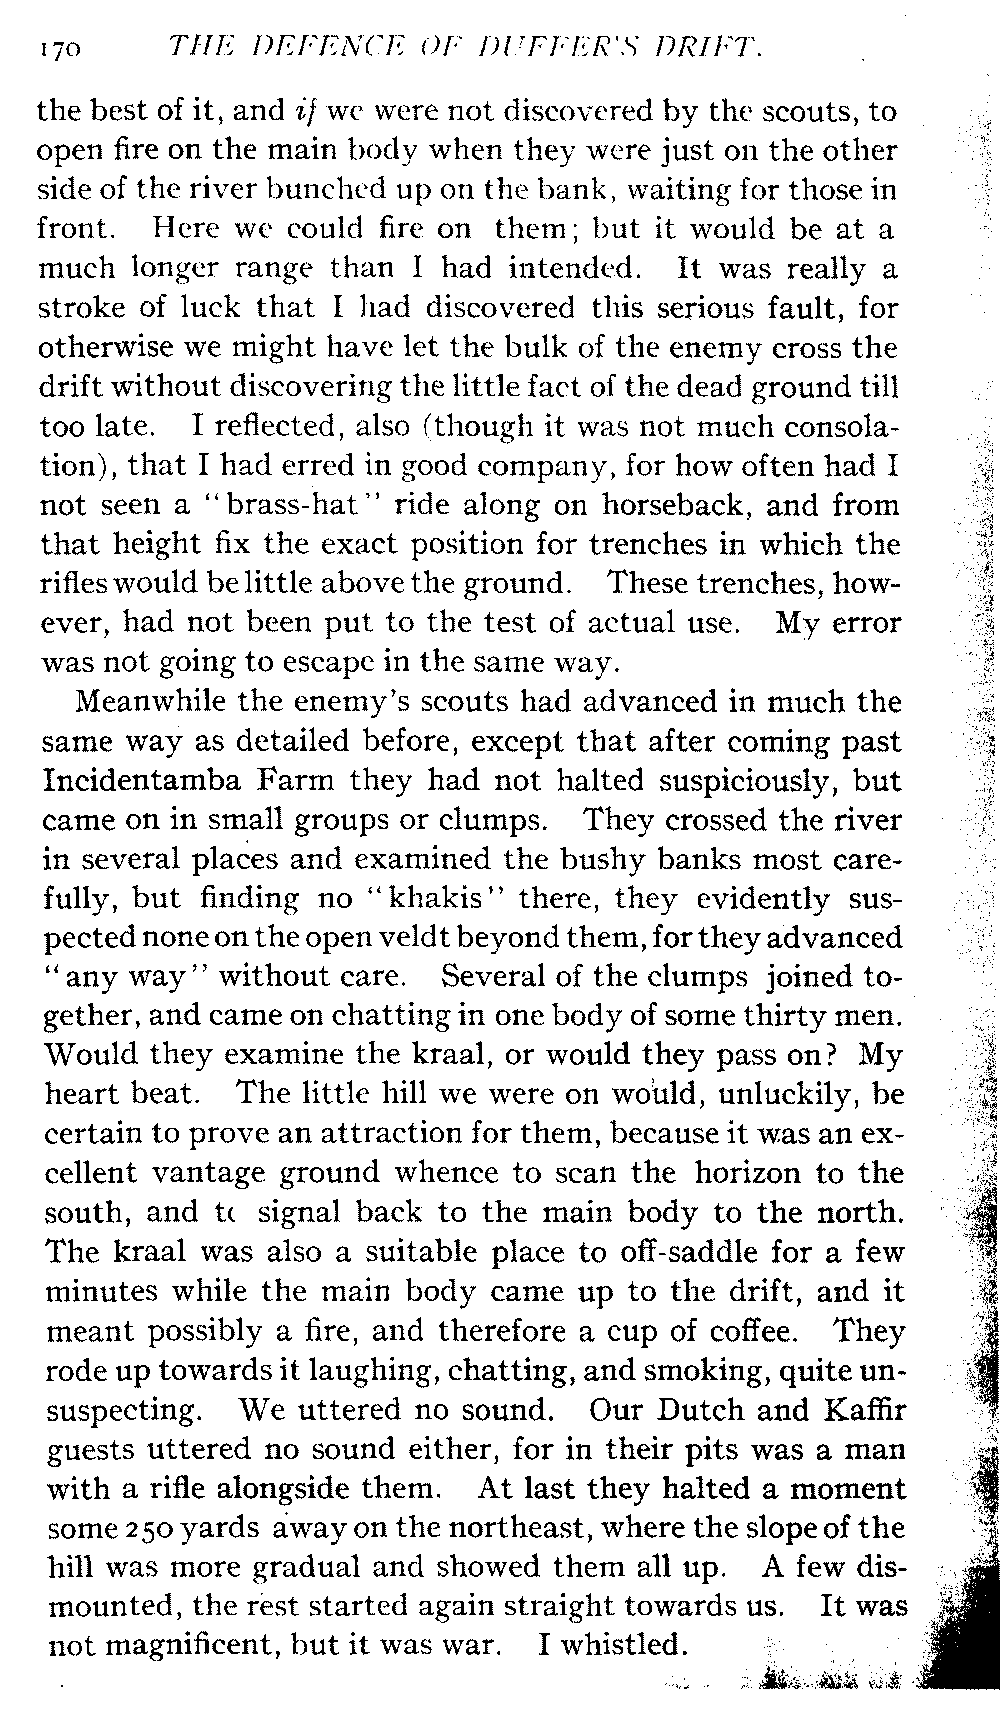 170 THE DEFENCE OF DUFFER'S DRIFT.
the best of it, and if we were not discovered by the scouts, to
open fire on the main body when they were just on the other
side of the river bunched up on the bank, waiting for those in
front. Here we could fire on them; but it would be at a
much longer range than I had intended. It was really a
stroke of luck that I had discovered this serious fault, for
otherwise we might have let the bulk of the enemy cross the
drift without discovering the little fact of the dead ground till
too late. I reflected, also (though it was not much consola-
tion), that I had erred in good company, for how often had I
not seen a "brass-hat" ride along on horseback, and from
that height fix the exact position for trenches in which the
rifles would be little above the ground. These trenches, how-
ever, had not been put to the test of actual use. My error
was not going to escape in the same way.
Meanwhile the enemy's scouts had advanced in much the
same way as detailed before, except that after coming past
Incidentamba Farm they had not halted suspiciously, but
came on in small groups or clumps. They crossed the river
in several places and examined the bushy banks most care-
fully, but finding no "khakis" there, they evidently sus-
pected none on the open veldt beyond them, for they advanced
"any way" without care. Several of the clumps joined to-
gether, and came on chatting in one body of some thirty men.
Would they examine the kraal, or would they pass on? My
heart beat. The little hill we were on would, unluckily, be
certain to prove an attraction for them, because it was an ex-
cellent vantage ground whence to scan the horizon to the
south, and to signal back to the main body to the north.
The kraal was also a suitable place to off-saddle for a few
minutes while the main body came up to the drift, and it
meant possibly a fire, and therefore a cup of coffee. They
rode up towards it laughing, chatting, and smoking, quite un-
suspecting. We uttered no sound. Our Dutch and Kaffir
guests uttered no sound either, for in their pits was a man
with a rifle alongside them. At last they halted a moment
some 250 yards away on the northeast, where the slope of the
hill was more gradual and showed them all up. A few dis-
mounted, the rest started again straight towards us. It was
not magnificent, but it was war. I whistled.